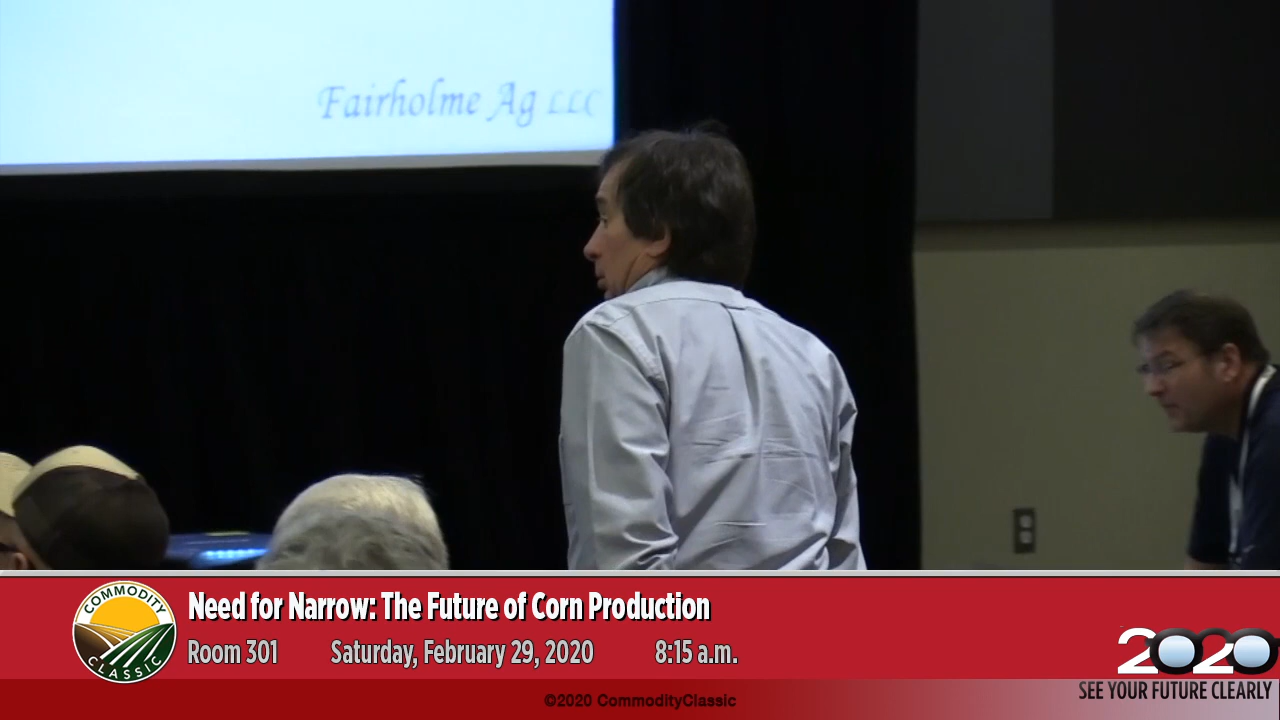 Fairholme Ag LLC
COMMODITY
CLASSIC
Need for Narrow: The Future of Corn Production
Room 301 Saturday, February 29, 2020 8:15 a.m.
2020
SEE YOUR FUTURE CLEARLY
©2020 CommodityClassic